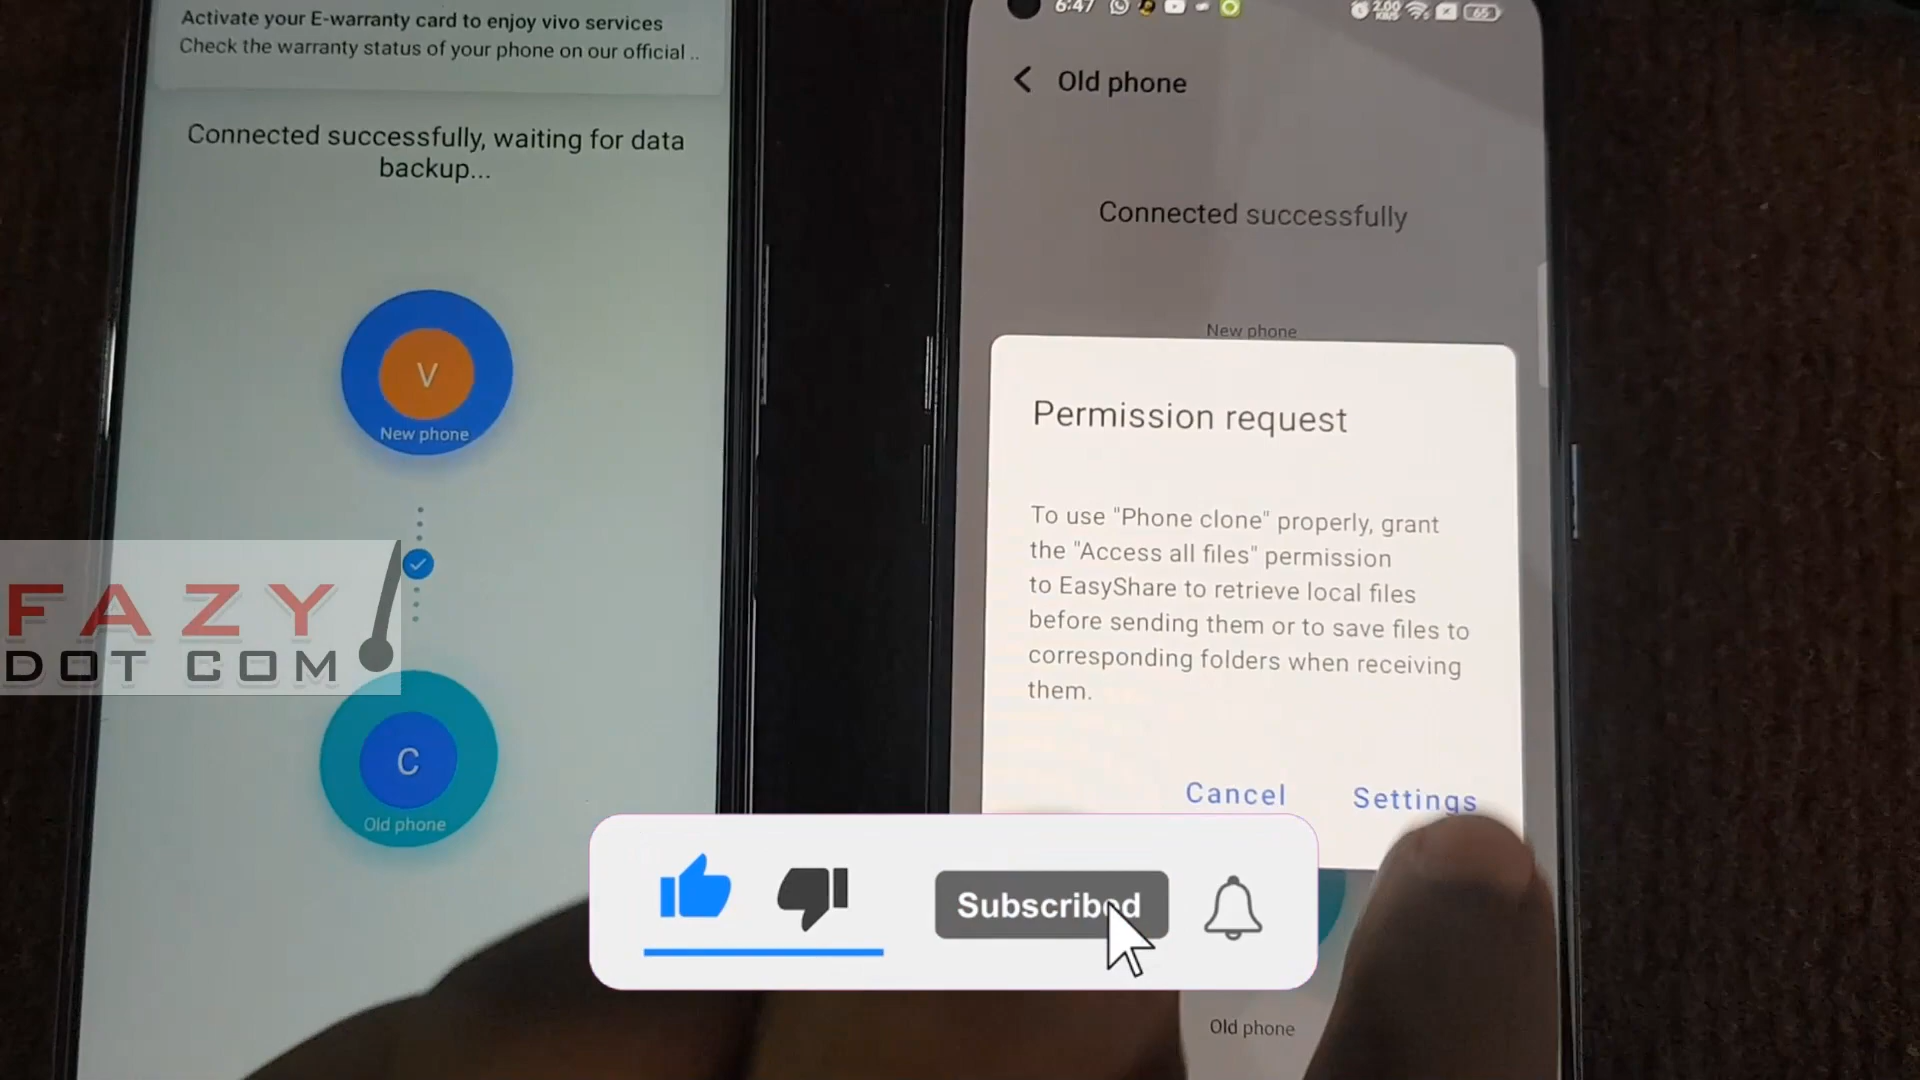 Activate your E-warranty card to enjoy vivo services
Check the warranty status of your phone on our official ..
Connected successfully, waiting for data
backup...
V
New phone
C
Old phone
FAZY
DOT COM
6:47
2.00
KB/S
65
Old phone
Connected successfully
New phone
Permission request
To use "Phone clone" properly, grant
the "Access all files" permission
to EasyShare to retrieve local files
before sending them or to save files to
corresponding folders when receiving
them.
Cancel Settings
Subscribed
Old phone